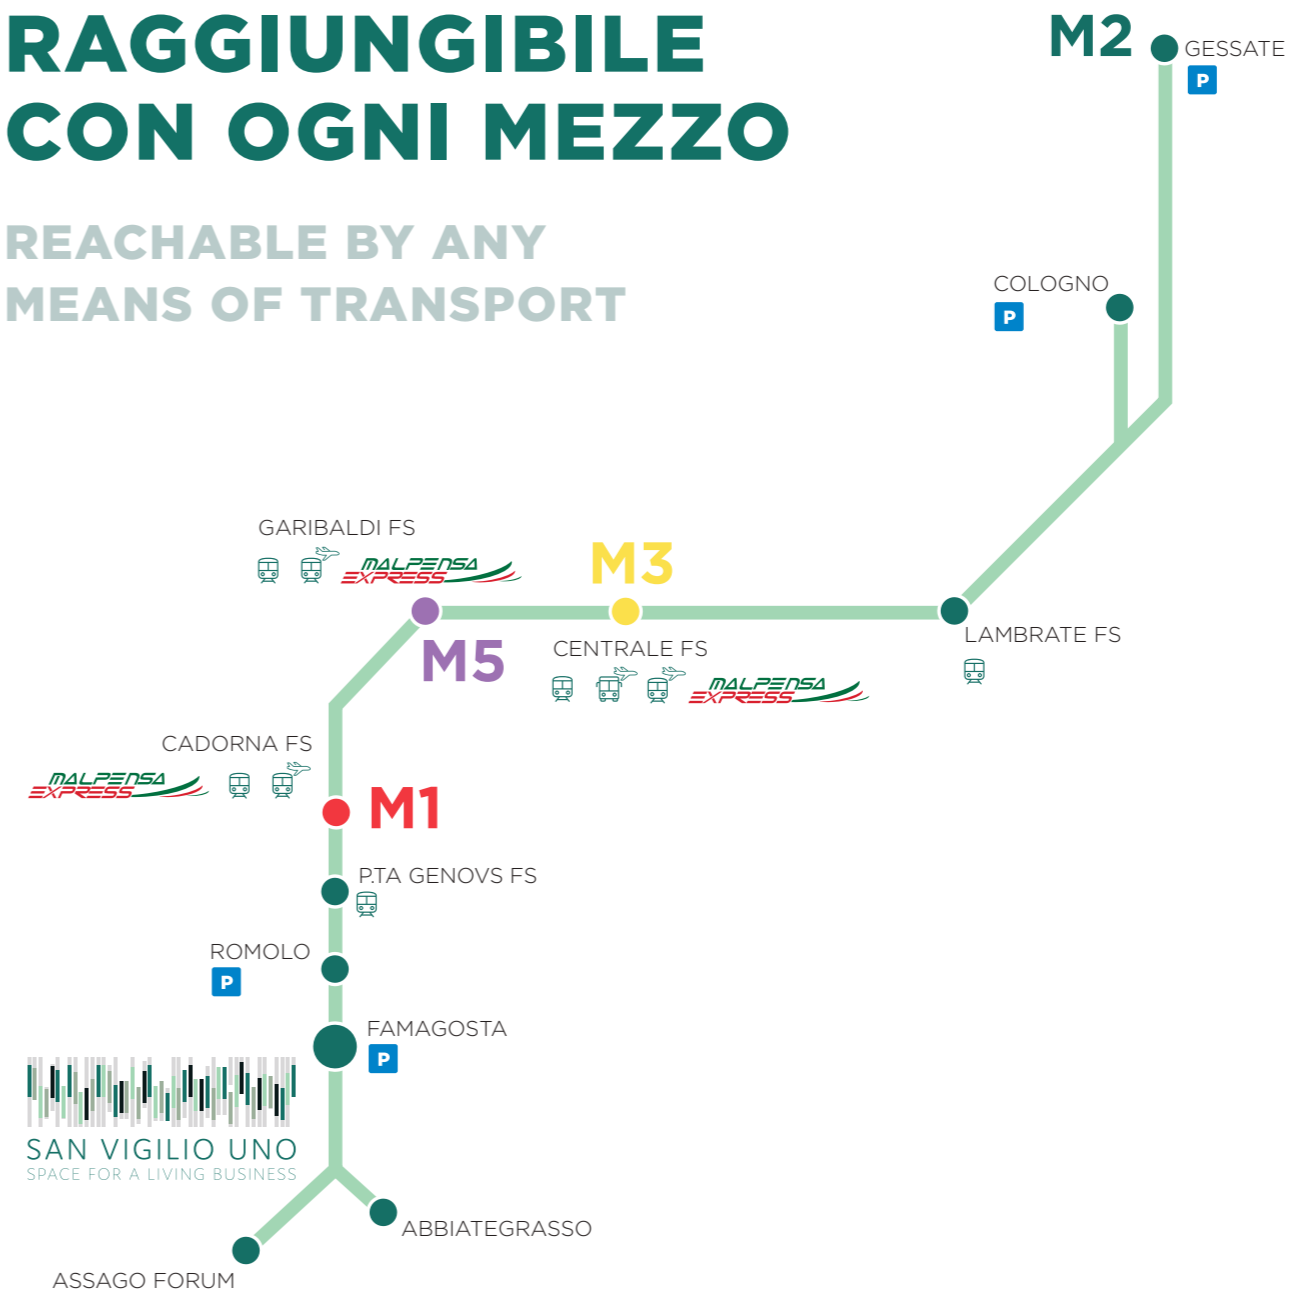 RAGGIUNGIBILE
CON OGNI MEZZO
REACHABLE BY ANY
MEANS OF TRANSPORT
M2
GESSATE
P
COLOGNO
P
GARIBALDI FS
MALPENSA
EXPRESS
M3
M5
CENTRALE FS
MALPENSA
EXPRESS
LAMBRATE FS
CADORNA FS
MALPENSA
EXPRESS
M1
P.TA GENOVS FS
ROMOLO
P
FAMAGOSTA
P
SAN VIGILIO UNO
SPACE FOR A LIVING BUSINESS
ABBIATEGRASSO
ASSAGO FORUM